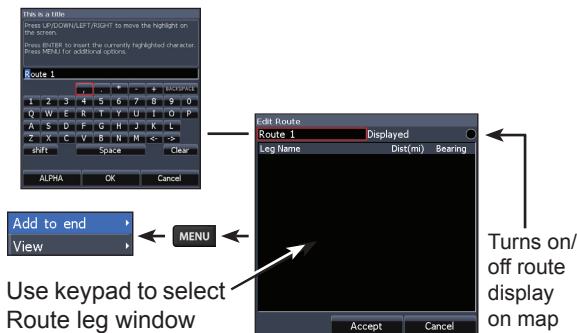 This is a title
Press UP/DOWN/LEFT/RIGHT to move the highlight on
the screen.
Press ENTER to insert the currently highlighted character.
Press MENU for additional options.
Route 1
, . * - + BACKSPACE
1 2 3 4 5 6 7 8 9 0
Q W E R T Y U I O P
A S D F G H J K L
Z X C V B N M <- ->
shift Space Clear
ALPHA OK Cancel
Edit Route
Route 1 Displayed
Leg Name Dist(mi) Bearing
Accept Cancel
Add to end
View
MENU
Use keypad to select
Route leg window
Turns on/
off route
display
on map